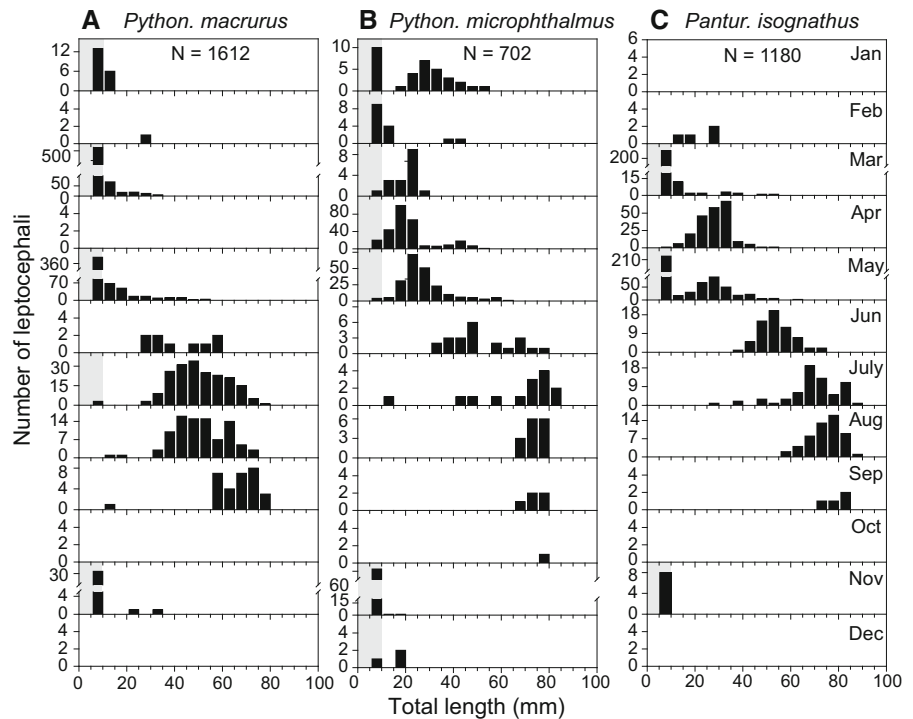 A Python. macrurus B Python. microphthalmus C Pantur. isognathus
N = 1612 N = 702 N = 1180
12 6 0 10 5 0 6 4 2 0 Jan
4 2 0 8 4 0 4 2 0 Feb
500 50 0 8 4 0 200 15 0 Mar
4 2 0 80 40 0 50 25 0 Apr
360 70 0 50 25 0 210 50 0 May
4 2 0 6 3 0 18 12 6 0 Jun
30 15 0 4 2 0 18 12 6 0 July
14 7 0 6 3 0 14 7 0 Aug
8 4 0 4 2 0 4 2 0 Sep
4 2 0 4 2 0 4 2 0 Oct
30 4 0 60 15 0 8 4 0 Nov
4 2 0 4 2 0 4 2 0 Dec
0 20 40 60 80 100 0 20 40 60 80 100 0 20 40 60 80 100
Number of leptocephali
Total length (mm)